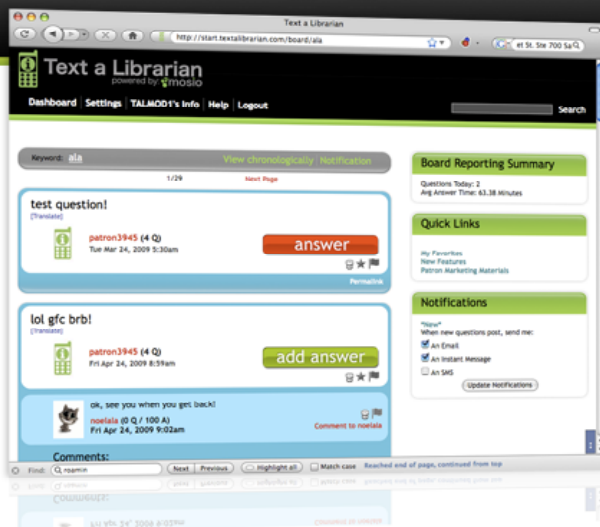 Text a Librarian
http://start.textalibrarian.com/board/ala
et St. Ste 700 Sa
Text a Librarian
powered by mosio
Dashboard Settings TALMOD1's Info Help Logout
Search
Keyword: ala View chronologically Notification
1/29 Next Page
test question!
[Translate]
patron3945 (4 Q)
Tue Mar 24, 2009 5:30am
answer
Permalink
lol gfc brb!
[Translate]
patron3945 (4 Q)
Fri Apr 24, 2009 8:59am
add answer
ok, see you when you get back!
noelala (0 Q / 100 A)
Fri Apr 24, 2009 9:02am
Comment to noelala
Comments:
Board Reporting Summary
Questions Today: 2
Avg Answer Time: 63.38 Minutes
Quick Links
My Favorites
New Features
Patron Marketing Materials
Notifications
*New*
When new questions post, send me:
An Email
An Instant Message
An SMS
Update Notifications
Find: roamin Next Previous Highlight all Match case Reached end of page, continued from top